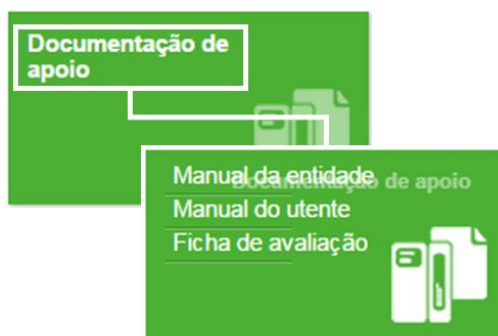 Documentação de
apoio
Manual da entidade
Documentação de apoio
Manual do utente
Ficha de avaliação